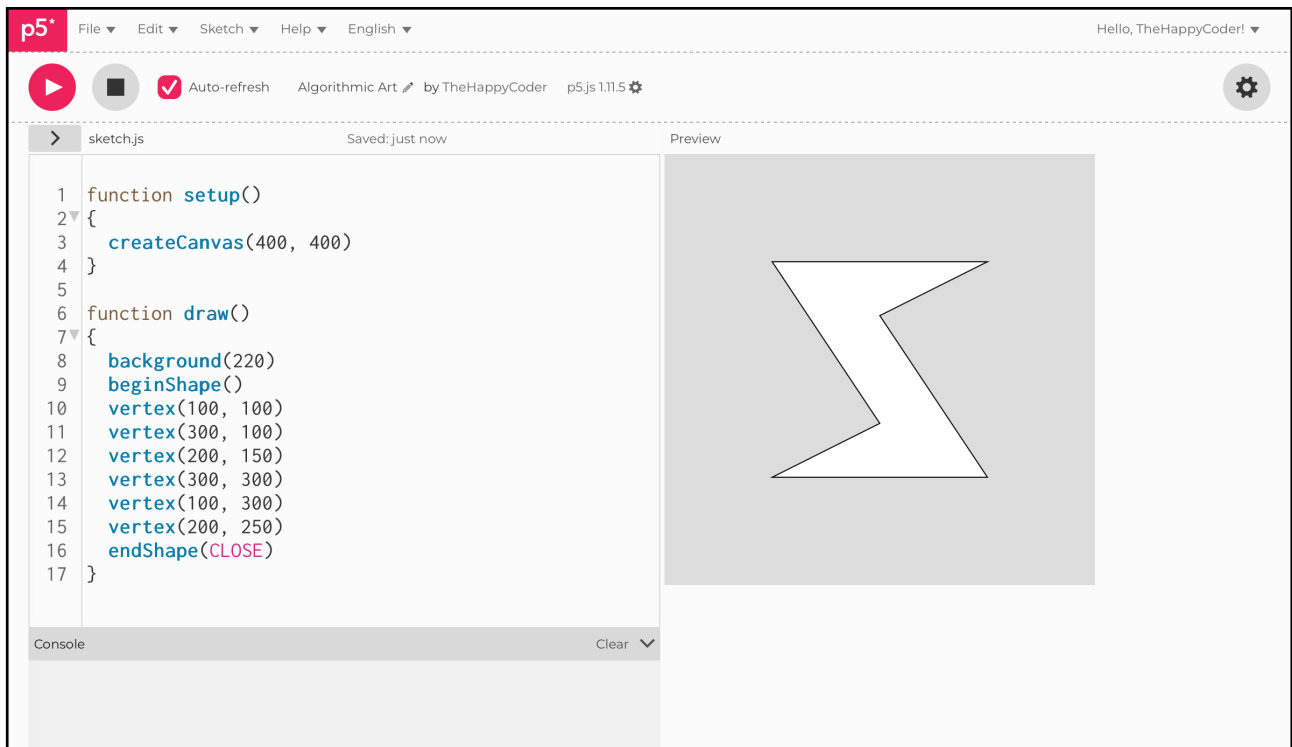 p5* File Edit Sketch Help English Hello, TheHappyCoder!
Auto-refresh Algorithmic Art by TheHappyCoder p5.js 1.11.5
sketch.js Saved: just now Preview
1 function setup()
2 {
3 createCanvas(400, 400)
4 }
5
6 function draw()
7 {
8 background(220)
9 beginShape()
10 vertex(100, 100)
11 vertex(300, 100)
12 vertex(200, 150)
13 vertex(300, 300)
14 vertex(100, 300)
15 vertex(200, 250)
16 endShape(CLOSE)
17 }
Console Clear